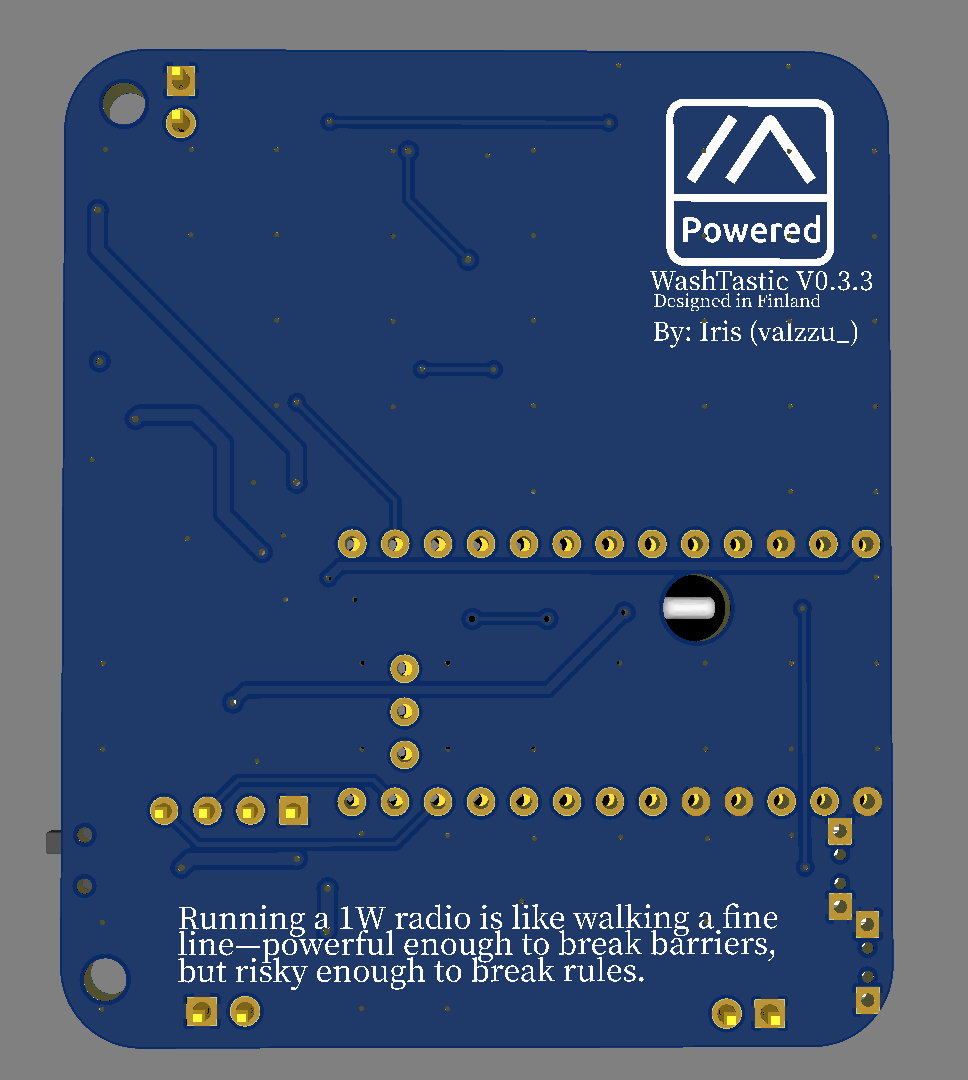 Powered
WashTastic V0.3.3
Designed in Finland
By: Iris (valzzu_)
Running a 1W radio is like walking a fine
line—powerful enough to break barriers,
but risky enough to break rules.